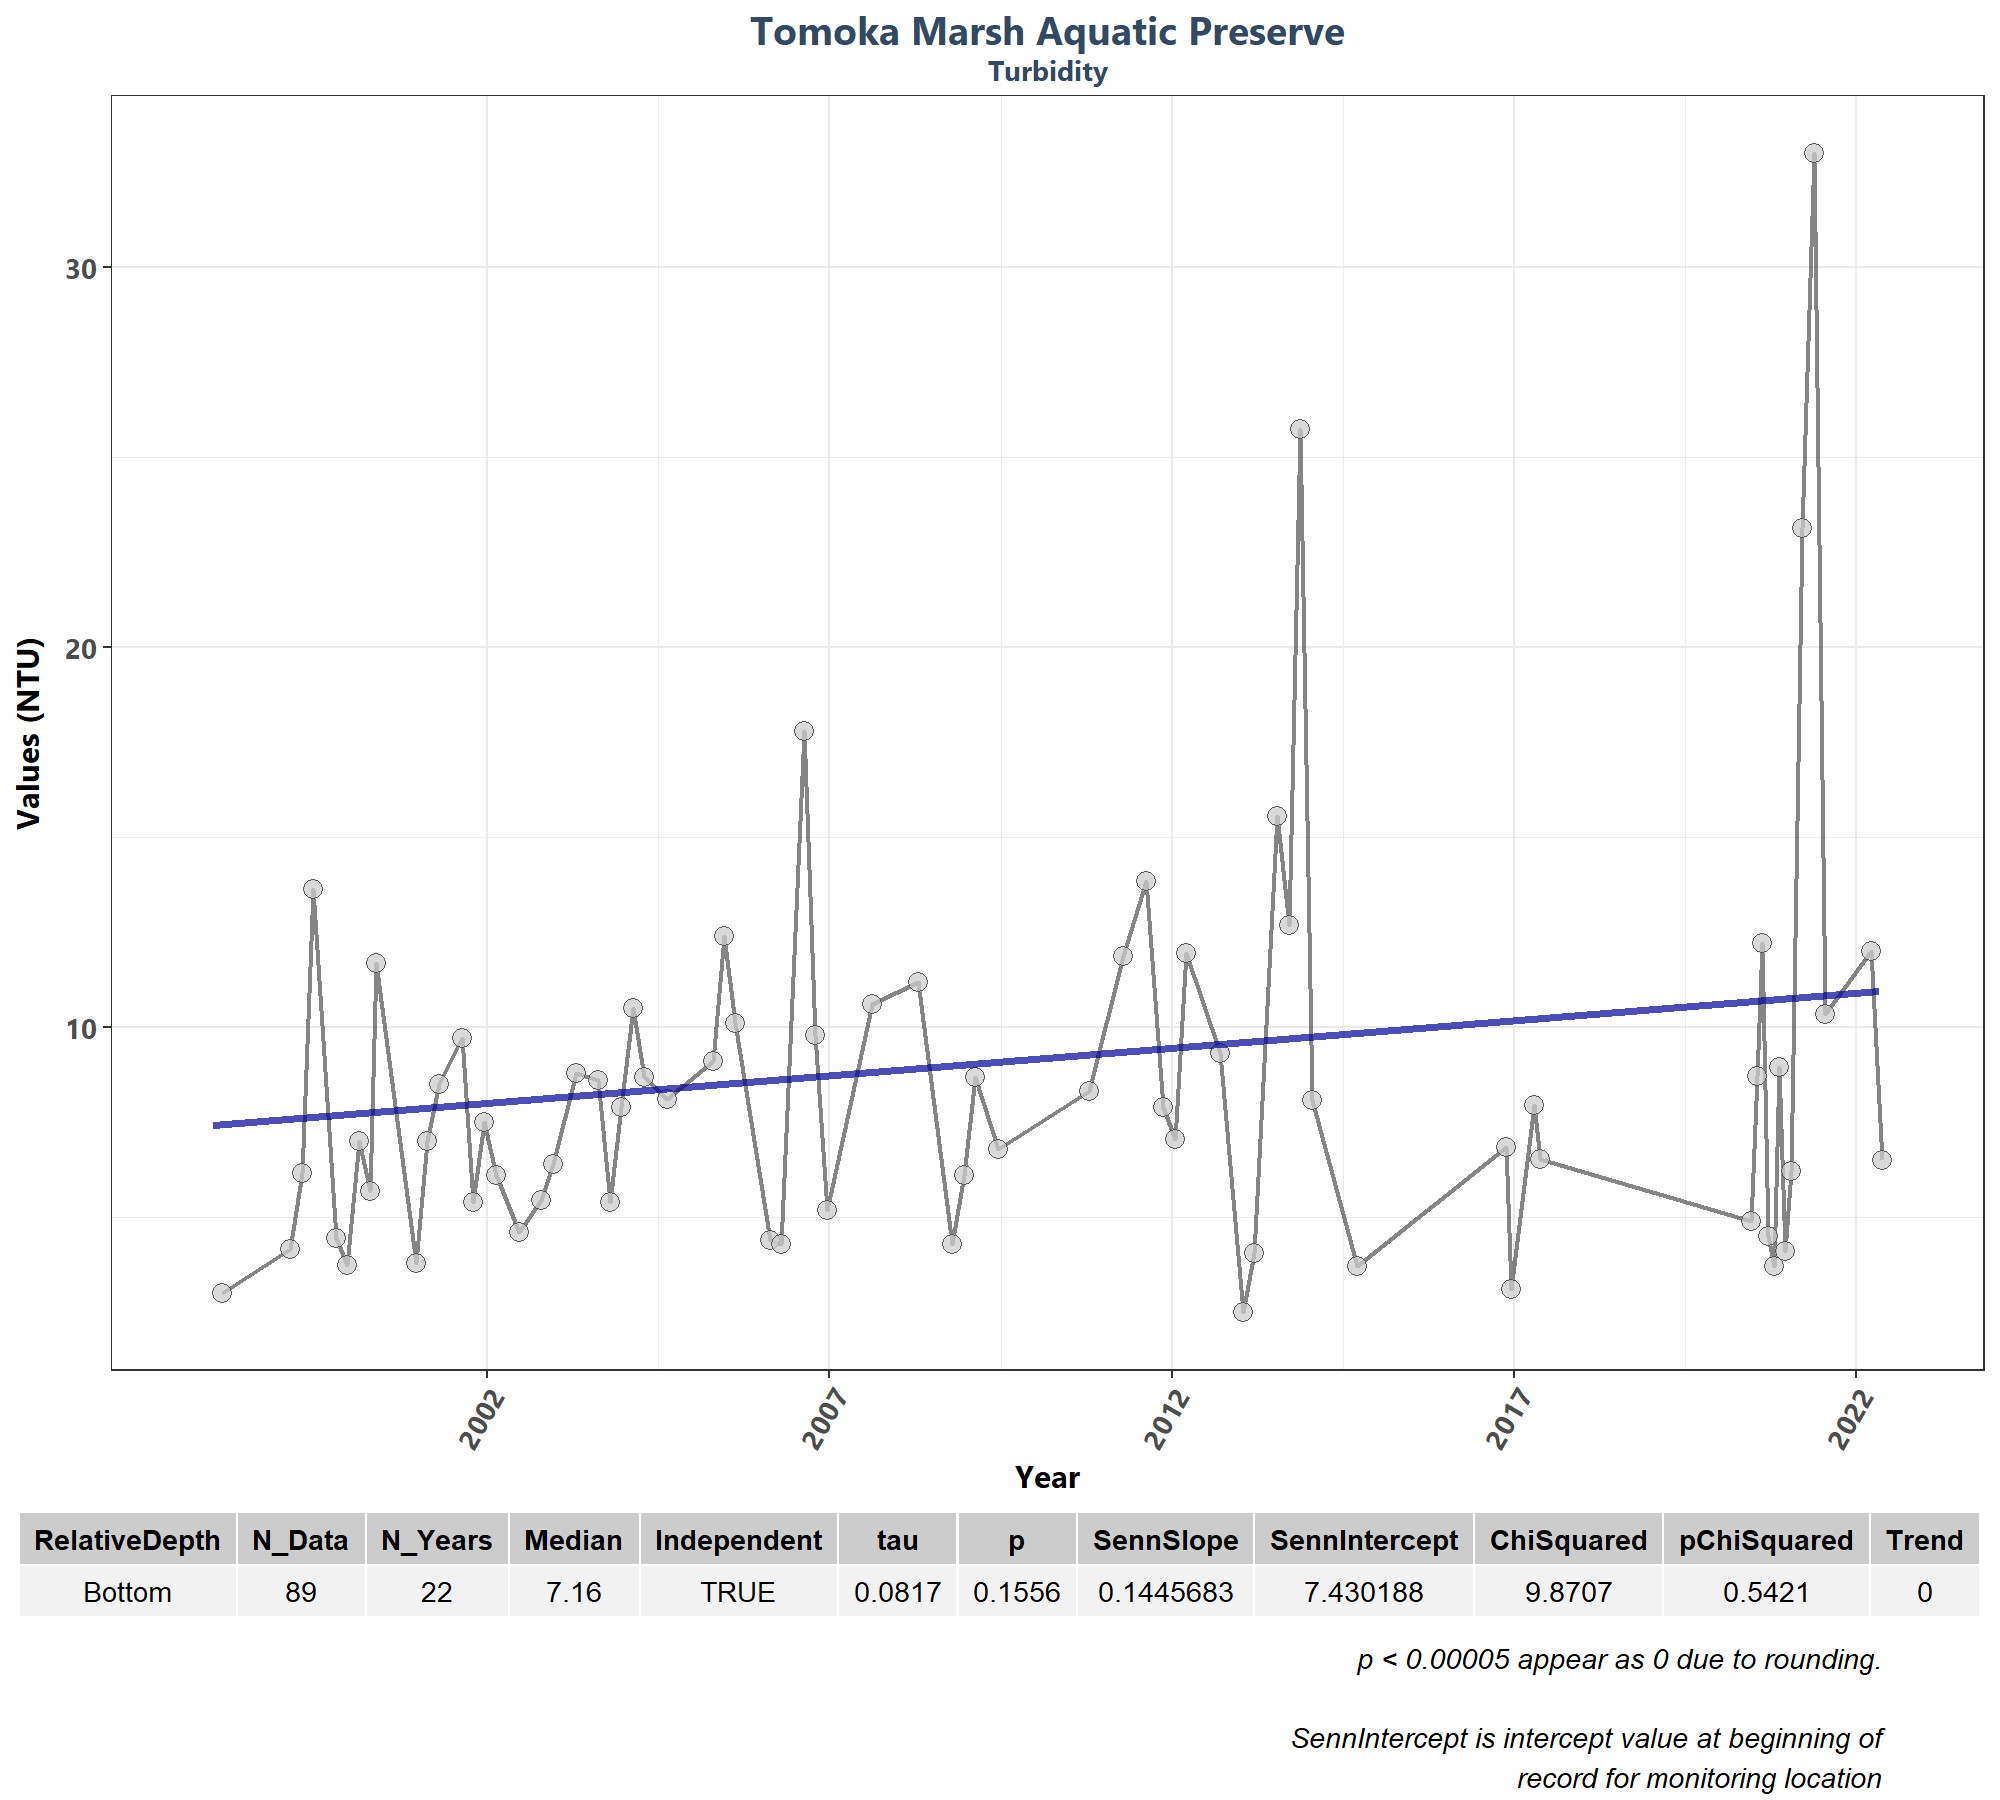 Tomoka Marsh Aquatic Preserve
Turbidity
Values (NTU)
30
20
10
2002
2007
2012
2017
2022
Year
RelativeDepth N_Data N_Years Median Independent tau p SennSlope SennIntercept ChiSquared pChiSquared Trend
Bottom 89 22 7.16 TRUE 0.0817 0.1556 0.1445683 7.430188 9.8707 0.5421 0
p < 0.00005 appear as 0 due to rounding.
SennIntercept is intercept value at beginning of
record for monitoring location